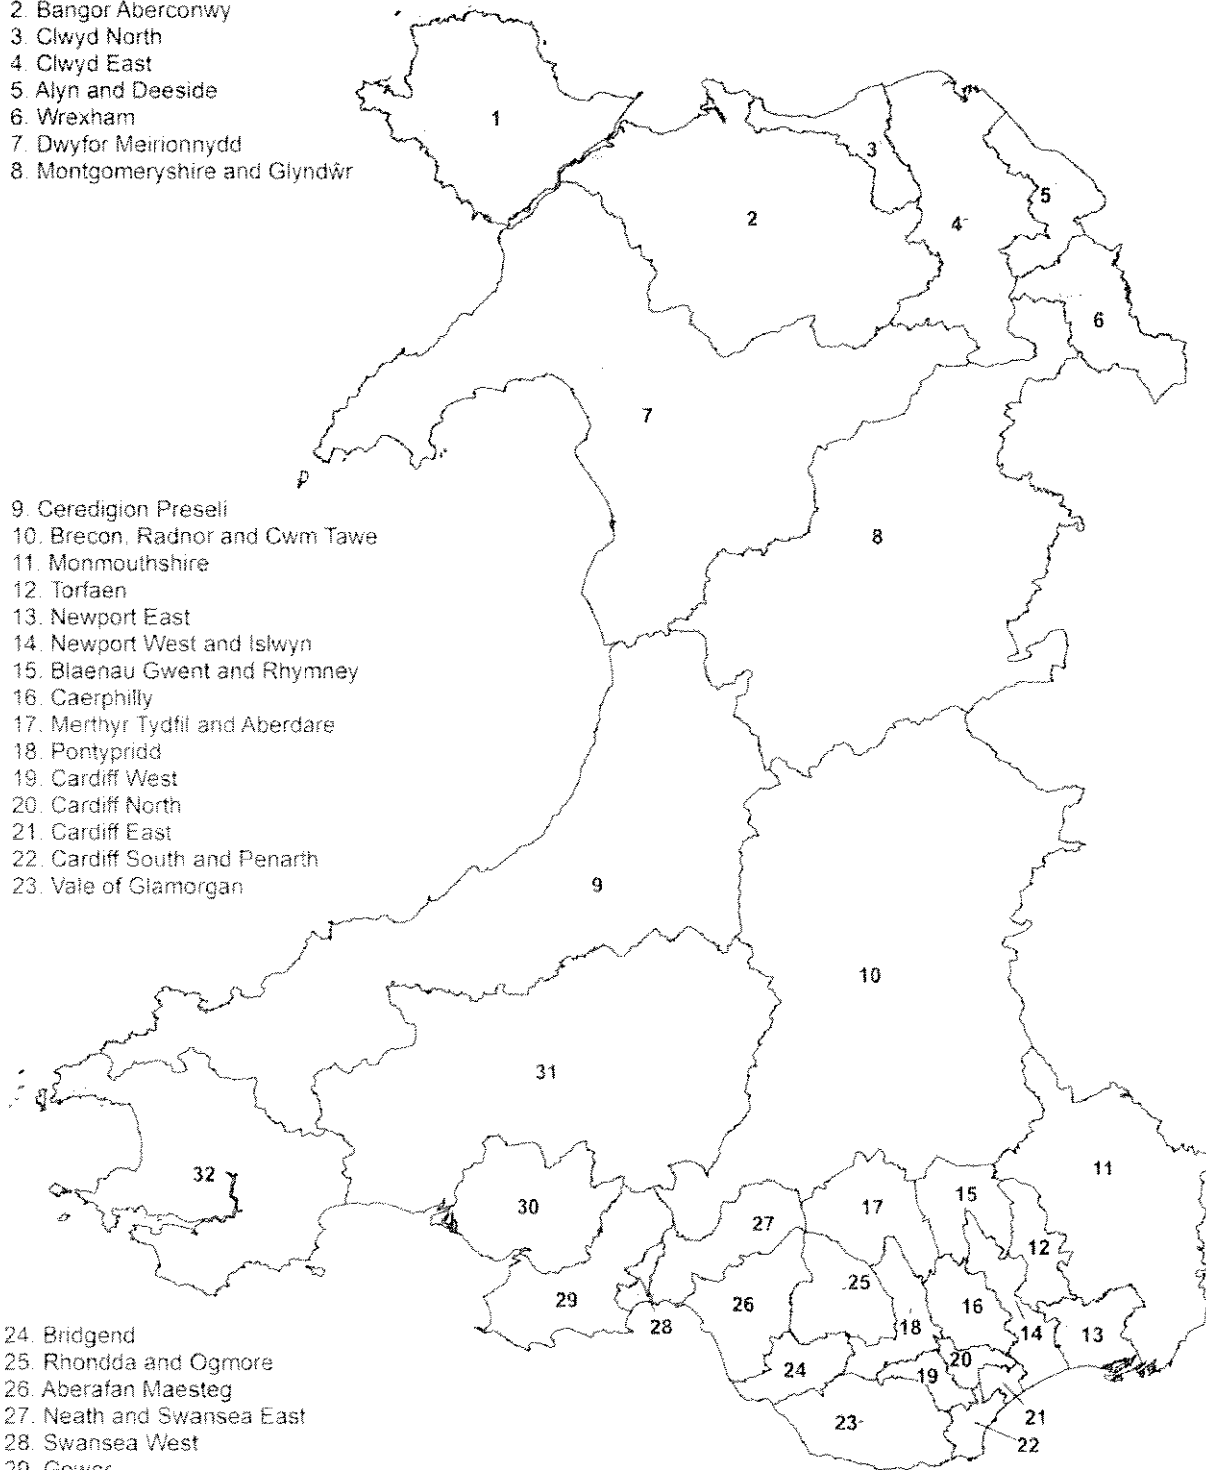 2. Bangor Aberconwy
3. Clwyd North
4. Clwyd East
5. Alyn and Deeside
6. Wrexham
7. Dwyfor Meirionnydd
8. Montgomeryshire and Glyndŵr
1
2
3
4
5
6
7
8
9. Ceredigion Preseli
10. Brecon, Radnor and Cwm Tawe
11. Monmouthshire
12. Torfaen
13. Newport East
14. Newport West and Islwyn
15. Blaenau Gwent and Rhymney
16. Caerphilly
17. Merthyr Tydfil and Aberdare
18. Pontypridd
19. Cardiff West
20. Cardiff North
21. Cardiff East
22. Cardiff South and Penarth
23. Vale of Glamorgan
9
10
31
32
11
30
17
15
27
12
29
25
26
16
28
18
14
13
20
24
19
21
23
22
24. Bridgend
25. Rhondda and Ogmore
26. Aberafan Maesteg
27. Neath and Swansea East
28. Swansea West
29. Gower